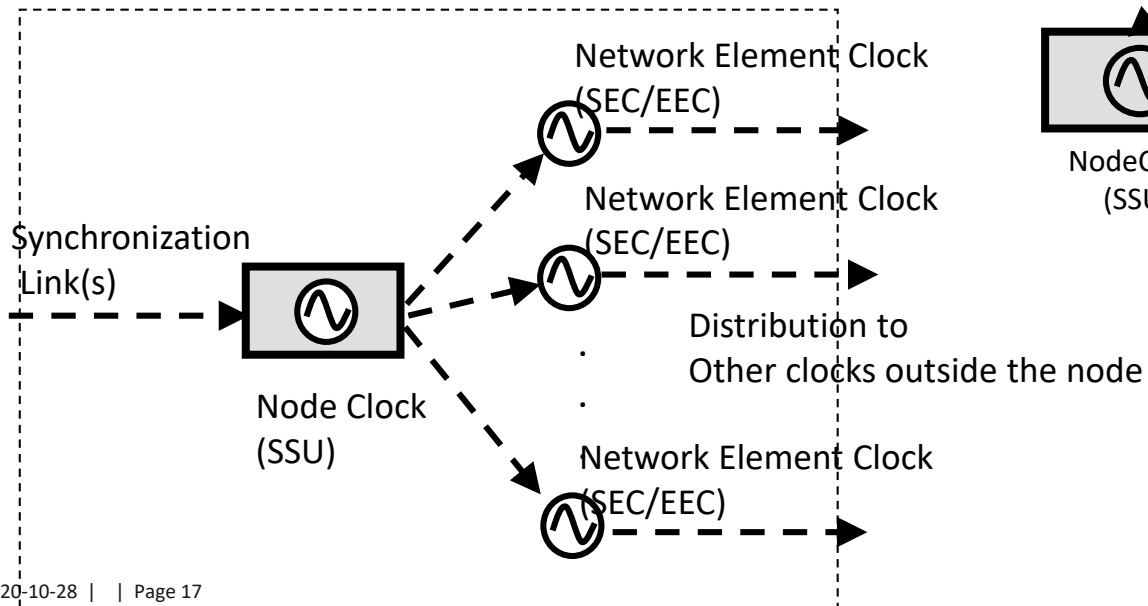 Network Element Clock
(SEC/EEC)
Network Element Clock
(SEC/EEC)
Synchronization
Link(s)
Distribution to
Other clocks outside the node
.
.
.
Node Clock
(SSU)
Network Element Clock
(SEC/EEC)
20-10-28 | | Page 17